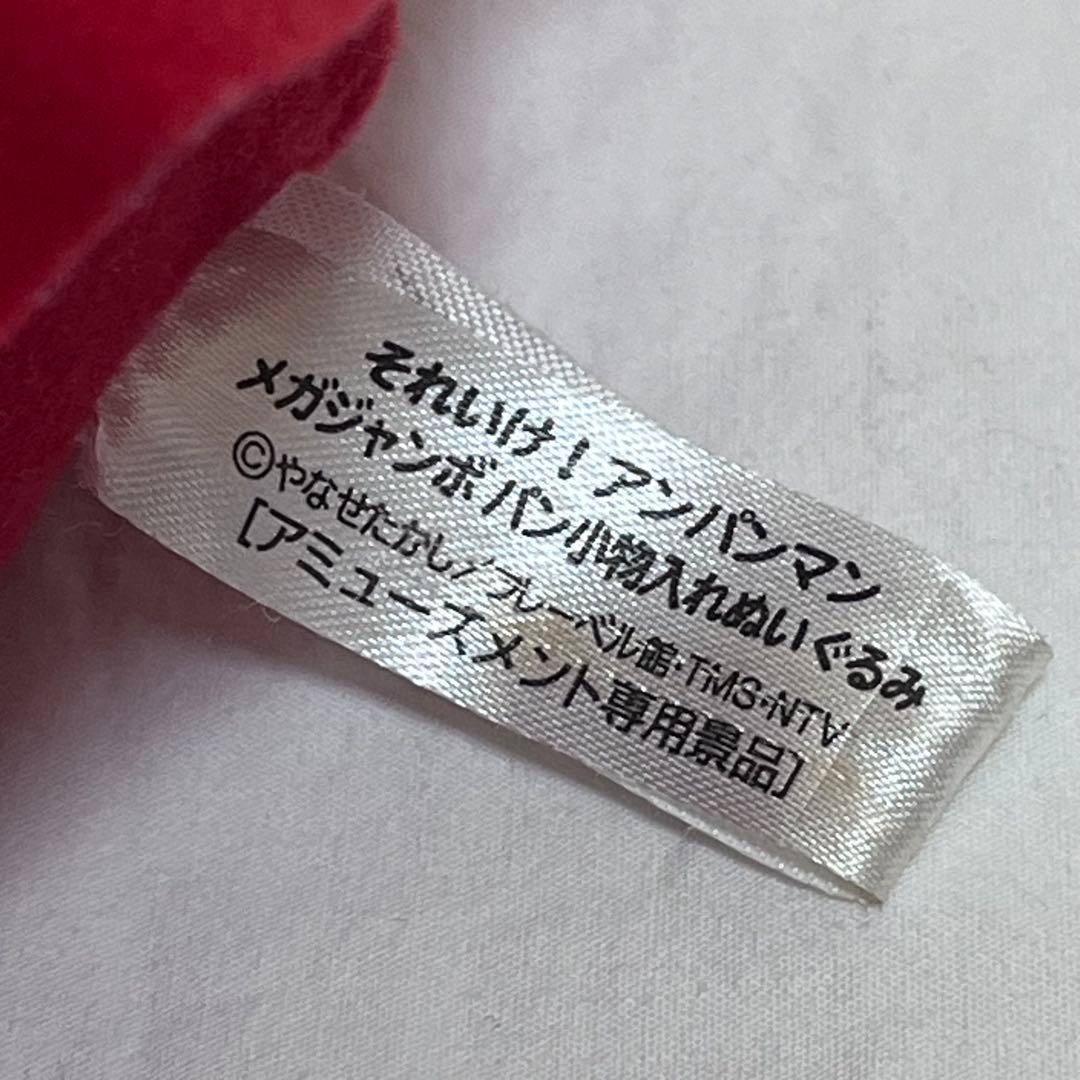 それいけ！アンパンマン
メガジャンボパン小物入れぬいぐるみ
©やなせたかし/フレーベル館・TMS・NTV
[アミューズメント専用景品]